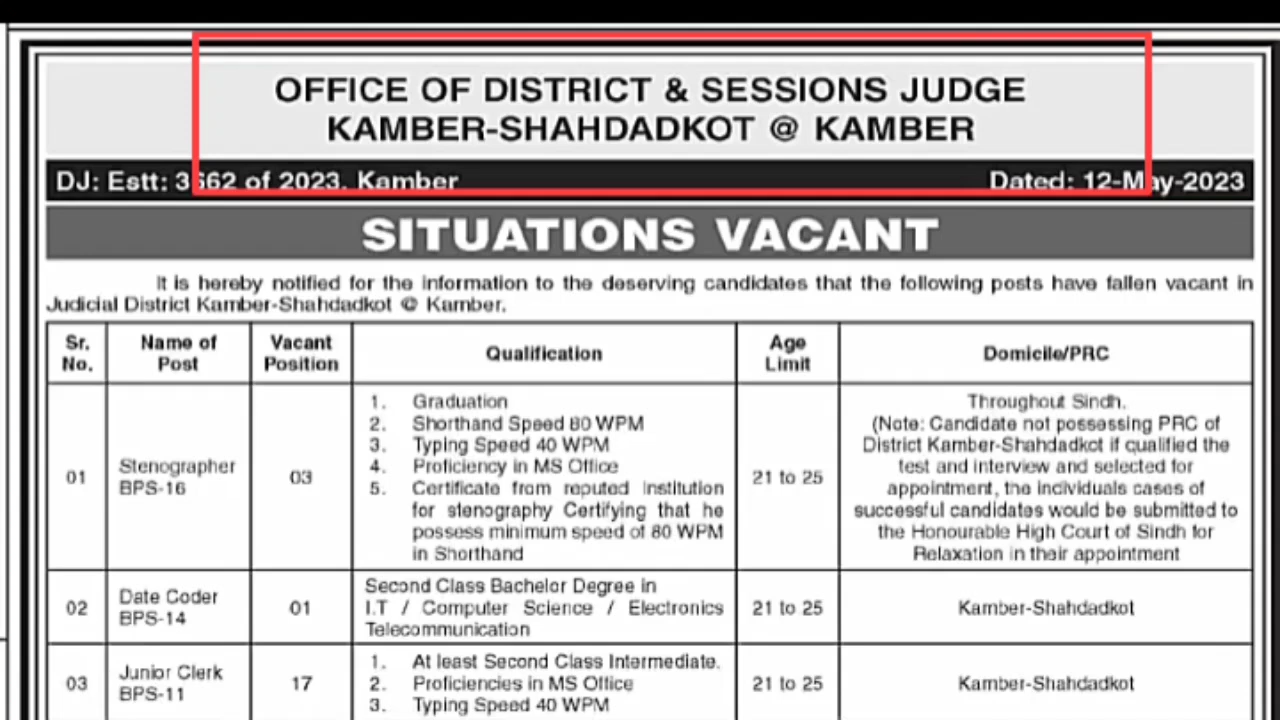 OFFICE OF DISTRICT & SESSIONS JUDGE
KAMBER-SHAHDADKOT @ KAMBER
DJ: Estt: 3662 of 2023, Kamber Dated: 12-May-2023
SITUATIONS VACANT
It is hereby notified for the information to the deserving candidates that the following posts have fallen vacant in
Judicial District Kamber-Shahdadkot @ Kamber.
Sr. No. Name of Post Vacant Position Qualification Age Limit Domicile/PRC
01 Stenographer BPS-16 03
1. Graduation
2. Shorthand Speed 80 WPM
3. Typing Speed 40 WPM
4. Proficiency in MS Office
5. Certificate from reputed Institution
for stenography Certifying that he
possess minimum speed of 80 WPM
in Shorthand
21 to 25
Throughout Sindh.
(Note: Candidate not possessing PRC of
District Kamber-Shahdadkot if qualified the
test and interview and selected for
appointment, the individuals cases of
successful candidates would be submitted to
the Honourable High Court of Sindh for
Relaxation in their appointment
02 Date Coder BPS-14 01
Second Class Bachelor Degree in
I.T / Computer Science / Electronics
Telecommunication
21 to 25 Kamber-Shahdadkot
03 Junior Clerk BPS-11 17
1. At least Second Class Intermediate.
2. Proficiencies in MS Office
3. Typing Speed 40 WPM
21 to 25 Kamber-Shahdadkot